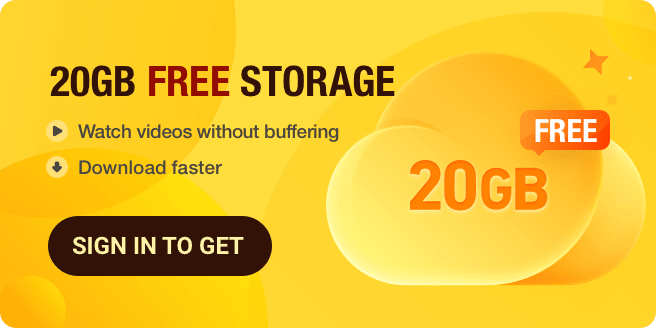 20GB FREE STORAGE
Watch videos without buffering
Download faster
SIGN IN TO GET
FREE
20GB